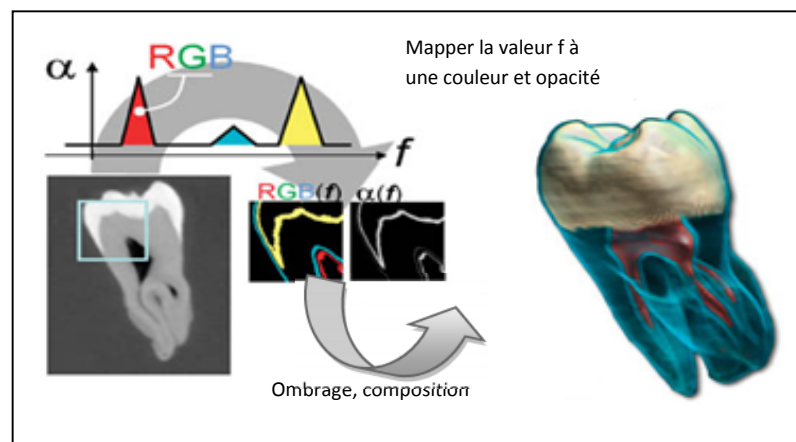 Mapper la valeur f à
une couleur et opacité
RGB
α
f
RGB(f) α(f)
Ombrage, composition